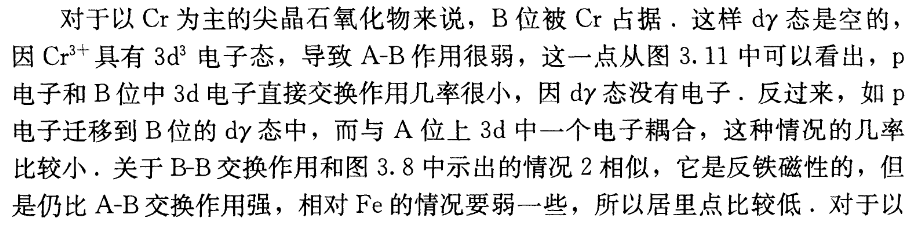 对于以 Cr 为主的尖晶石氧化物来说，B 位被 Cr 占据．这样 dγ 态是空的，
因 Cr³⁺ 具有 3d³ 电子态，导致 A-B 作用很弱，这一点从图 3.11 中可以看出，p
电子和 B 位中 3d 电子直接交换作用几率很小，因 dγ 态没有电子．反过来，如 p
电子迁移到 B 位的 dγ 态中，而与 A 位上 3d 中一个电子耦合，这种情况的几率
比较小．关于 B-B 交换作用和图 3.8 中示出的情况 2 相似，它是反铁磁性的，但
是仍比 A-B 交换作用强，相对 Fe 的情况要弱一些，所以居里点比较低．对于以